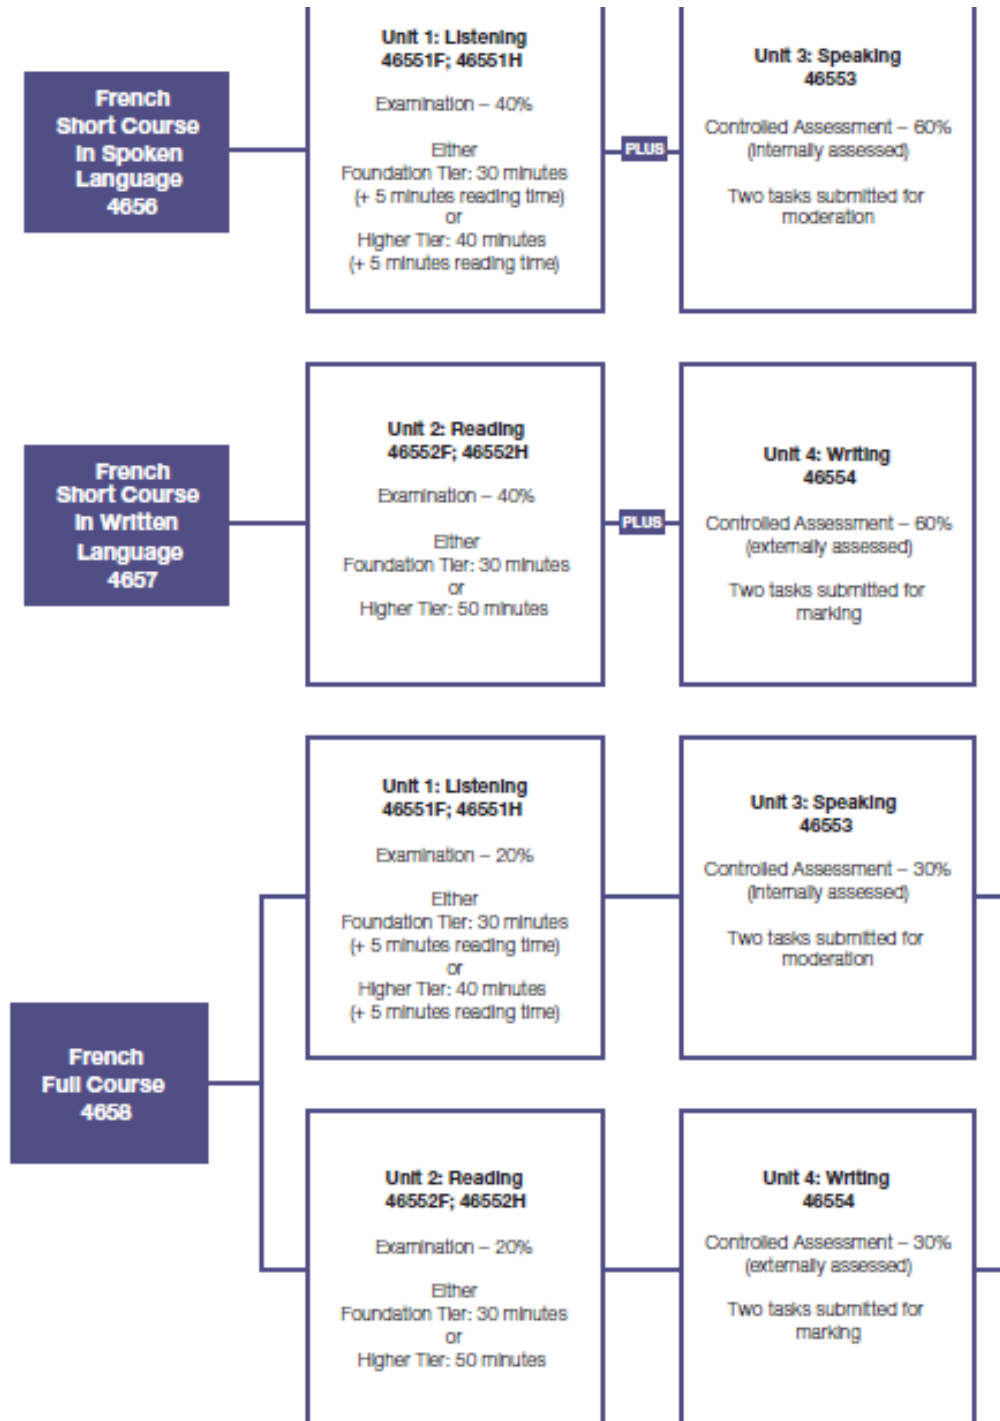 French
Short Course
in Spoken
Language
4656
Unit 1: Listening
46551F; 46551H
Examination – 40%
Either
Foundation Tier: 30 minutes
(+ 5 minutes reading time)
or
Higher Tier: 40 minutes
(+ 5 minutes reading time)
PLUS
Unit 3: Speaking
46553
Controlled Assessment – 60%
(internally assessed)
Two tasks submitted for
moderation
French
Short Course
in Written
Language
4657
Unit 2: Reading
46552F; 46552H
Examination – 40%
Either
Foundation Tier: 30 minutes
or
Higher Tier: 50 minutes
PLUS
Unit 4: Writing
46554
Controlled Assessment – 60%
(externally assessed)
Two tasks submitted for
marking
French
Full Course
4658
Unit 1: Listening
46551F; 46551H
Examination – 20%
Either
Foundation Tier: 30 minutes
(+ 5 minutes reading time)
or
Higher Tier: 40 minutes
(+ 5 minutes reading time)
Unit 3: Speaking
46553
Controlled Assessment – 30%
(internally assessed)
Two tasks submitted for
moderation
Unit 2: Reading
46552F; 46552H
Examination – 20%
Either
Foundation Tier: 30 minutes
or
Higher Tier: 50 minutes
Unit 4: Writing
46554
Controlled Assessment – 30%
(externally assessed)
Two tasks submitted for
marking